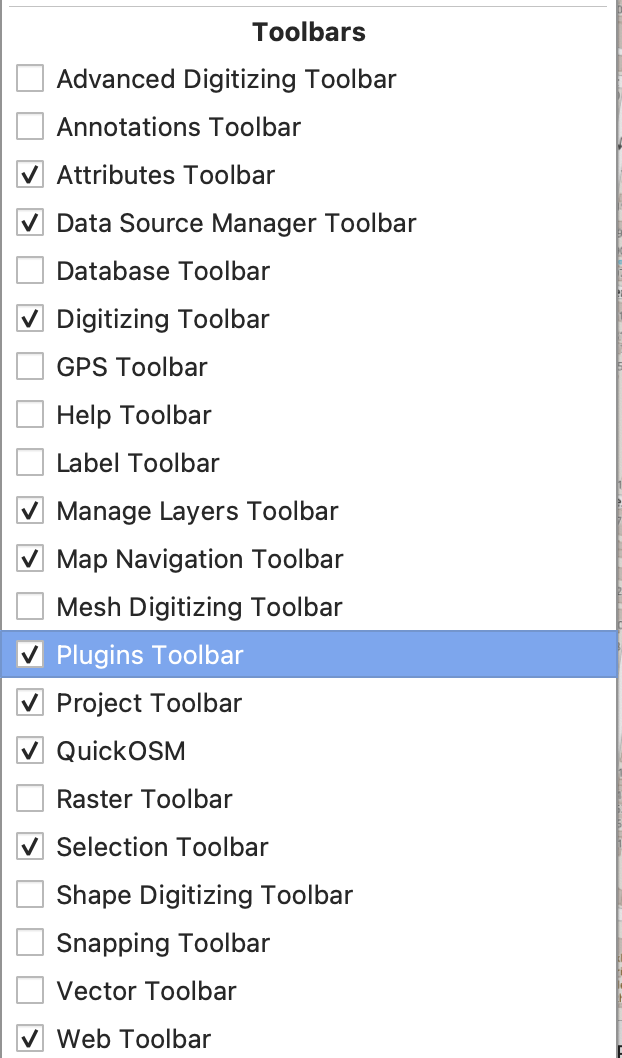 Toolbars
Advanced Digitizing Toolbar
Annotations Toolbar
Attributes Toolbar
Data Source Manager Toolbar
Database Toolbar
Digitizing Toolbar
GPS Toolbar
Help Toolbar
Label Toolbar
Manage Layers Toolbar
Map Navigation Toolbar
Mesh Digitizing Toolbar
Plugins Toolbar
Project Toolbar
QuickOSM
Raster Toolbar
Selection Toolbar
Shape Digitizing Toolbar
Snapping Toolbar
Vector Toolbar
Web Toolbar